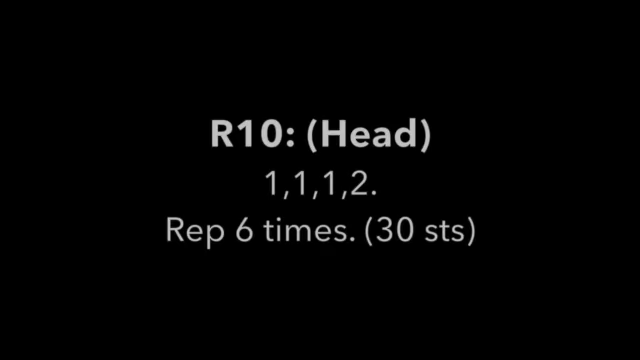 R10: (Head)
1,1,1,2.
Rep 6 times. (30 sts)